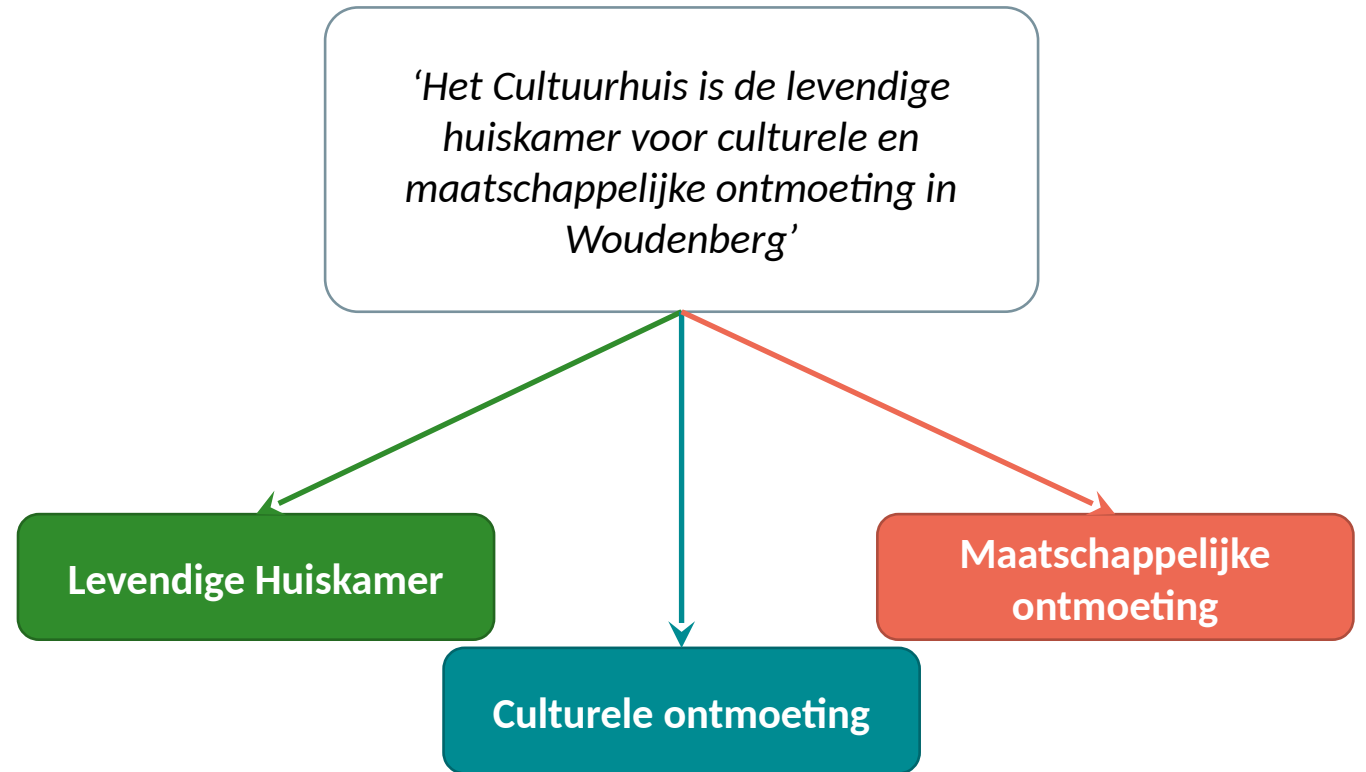 ‘Het Cultuurhuis is de levendige
huiskamer voor culturele en
maatschappelijke ontmoeting in
Woudenberg’
Levendige Huiskamer
Maatschappelijke
ontmoeting
Culturele ontmoeting